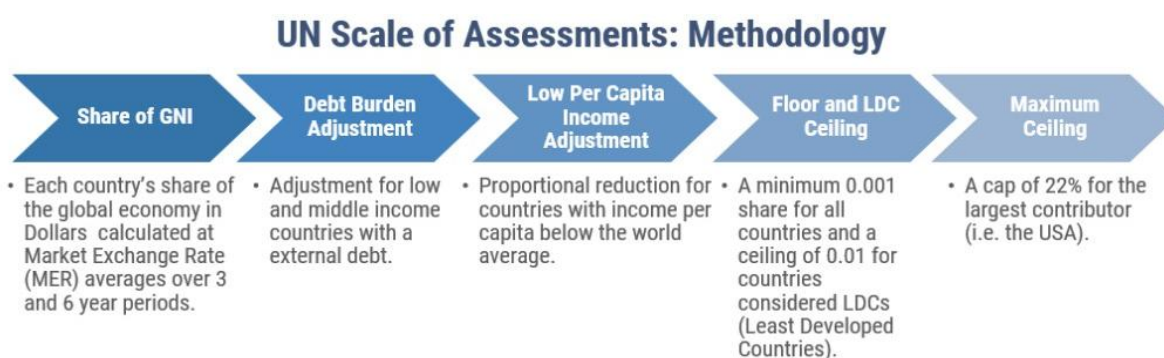 UN Scale of Assessments: Methodology
Share of GNI
Debt Burden
Adjustment
Low Per Capita
Income
Adjustment
Floor and LDC
Ceiling
Maximum
Ceiling
• Each country's share of
the global economy in
Dollars calculated at
Market Exchange Rate
(MER) averages over 3
and 6 year periods.
• Adjustment for low
and middle income
countries with a
external debt.
• Proportional reduction for
countries with income per
capita below the world
average.
• A minimum 0.001
share for all
countries and a
ceiling of 0.01 for
countries
considered LDCs
(Least Developed
Countries).
• A cap of 22% for the
largest contributor
(i.e. the USA).